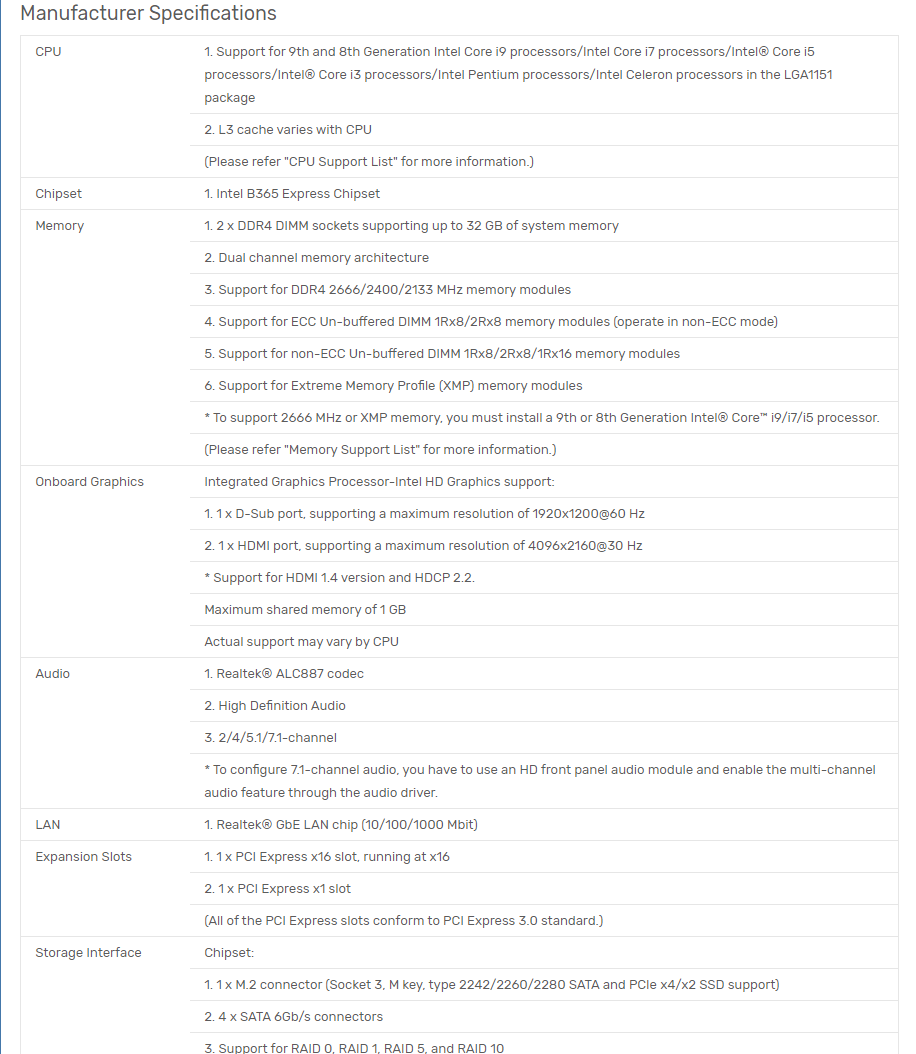 Manufacturer Specifications
CPU
1. Support for 9th and 8th Generation Intel Core i9 processors/Intel Core i7 processors/Intel® Core i5
processors/Intel® Core i3 processors/Intel Pentium processors/Intel Celeron processors in the LGA1151
package
2. L3 cache varies with CPU
(Please refer "CPU Support List" for more information.)
Chipset
1. Intel B365 Express Chipset
Memory
1. 2 x DDR4 DIMM sockets supporting up to 32 GB of system memory
2. Dual channel memory architecture
3. Support for DDR4 2666/2400/2133 MHz memory modules
4. Support for ECC Un-buffered DIMM 1Rx8/2Rx8 memory modules (operate in non-ECC mode)
5. Support for non-ECC Un-buffered DIMM 1Rx8/2Rx8/1Rx16 memory modules
6. Support for Extreme Memory Profile (XMP) memory modules
* To support 2666 MHz or XMP memory, you must install a 9th or 8th Generation Intel® Core™ i9/i7/i5 processor.
(Please refer "Memory Support List" for more information.)
Onboard Graphics
Integrated Graphics Processor-Intel HD Graphics support:
1. 1 x D-Sub port, supporting a maximum resolution of 1920x1200@60 Hz
2. 1 x HDMI port, supporting a maximum resolution of 4096x2160@30 Hz
* Support for HDMI 1.4 version and HDCP 2.2.
Maximum shared memory of 1 GB
Actual support may vary by CPU
Audio
1. Realtek® ALC887 codec
2. High Definition Audio
3. 2/4/5.1/7.1-channel
* To configure 7.1-channel audio, you have to use an HD front panel audio module and enable the multi-channel
audio feature through the audio driver.
LAN
1. Realtek® GbE LAN chip (10/100/1000 Mbit)
Expansion Slots
1. 1 x PCI Express x16 slot, running at x16
2. 1 x PCI Express x1 slot
(All of the PCI Express slots conform to PCI Express 3.0 standard.)
Storage Interface
Chipset:
1. 1 x M.2 connector (Socket 3, M key, type 2242/2260/2280 SATA and PCIe x4/x2 SSD support)
2. 4 x SATA 6Gb/s connectors
3. Support for RAID 0, RAID 1, RAID 5, and RAID 10